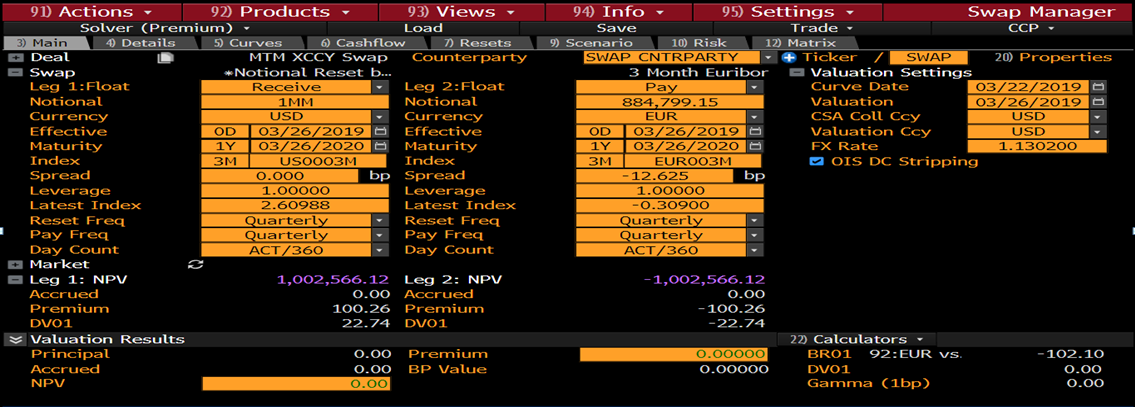 91) Actions 92) Products 93) Views 94) Info 95) Settings Swap Manager
Solver (Premium) Load Save Trade CCP
3) Main 4) Details 5) Curves 6) Cashflow 7) Resets 9) Scenario 10) Risk 12) Matrix
Deal MTM XCCY Swap Counterparty SWAP CNTRPARTY Ticker / SWAP 20) Properties
Swap *Notional Reset b... 3 Month Euribor Valuation Settings
Leg 1:Float Receive Leg 2:Float Pay Curve Date 03/22/2019
Notional 1MM Notional 884,799.15 Valuation 03/26/2019
Currency USD Currency EUR CSA Coll Ccy USD
Effective 0D 03/26/2019 Effective 0D 03/26/2019 Valuation Ccy USD
Maturity 1Y 03/26/2020 Maturity 1Y 03/26/2020 FX Rate 1.130200
Index 3M US0003M Index 3M EUR003M OIS DC Stripping
Spread 0.000 bp Spread -12.625 bp
Leverage 1.00000 Leverage 1.00000
Latest Index 2.60988 Latest Index -0.30900
Reset Freq Quarterly Reset Freq Quarterly
Pay Freq Quarterly Pay Freq Quarterly
Day Count ACT/360 Day Count ACT/360
Market
Leg 1: NPV 1,002,566.12 Leg 2: NPV -1,002,566.12
Accrued 0.00 Accrued 0.00
Premium 100.26 Premium -100.26
DV01 22.74 DV01 -22.74
Valuation Results 22) Calculators
Principal 0.00 Premium 0.00000 BR01 92:EUR vs. -102.10
Accrued 0.00 BP Value 0.00000 DV01 0.00
NPV 0.00 Gamma (1bp) 0.00